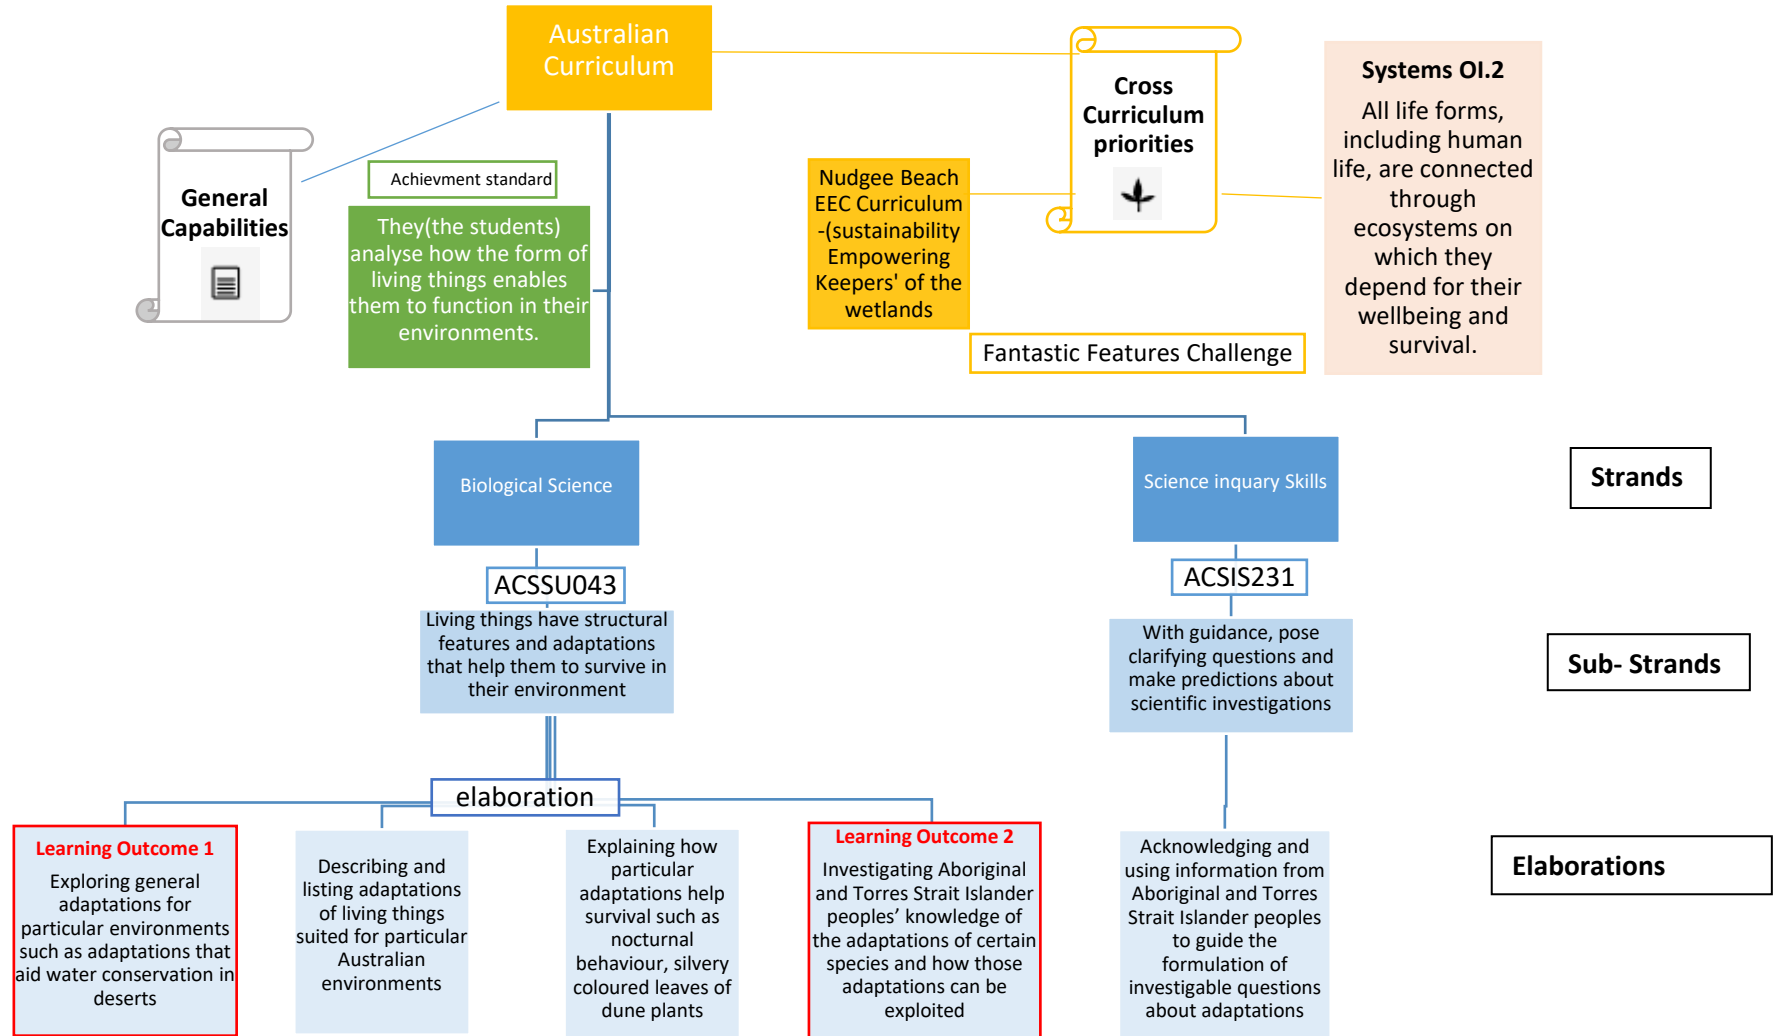 Australian
Curriculum
Cross
Curriculum
priorities
Systems OI.2
All life forms,
including human
life, are connected
through
ecosystems on
which they
depend for their
wellbeing and
survival.
General
Capabilities
Achievment standard
They(the students)
analyse how the form of
living things enables
them to function in their
environments.
Nudgee Beach
EEC Curriculum
-(sustainability
Empowering
Keepers' of the
wetlands
Fantastic Features Challenge
Biological Science
Science inquary Skills
Strands
ACSSU043
ACSIS231
Living things have structural
features and adaptations
that help them to survive in
their environment
With guidance, pose
clarifying questions and
make predictions about
scientific investigations
Sub- Strands
elaboration
Learning Outcome 1
Exploring general
adaptations for
particular environments
such as adaptations that
aid water conservation in
deserts
Describing and
listing adaptations
of living things
suited for particular
Australian
environments
Explaining how
particular
adaptations help
survival such as
nocturnal
behaviour, silvery
coloured leaves of
dune plants
Learning Outcome 2
Investigating Aboriginal
and Torres Strait Islander
peoples’ knowledge of
the adaptations of certain
species and how those
adaptations can be
exploited
Acknowledging and
using information from
Aboriginal and Torres
Strait Islander peoples
to guide the
formulation of
investigable questions
about adaptations
Elaborations